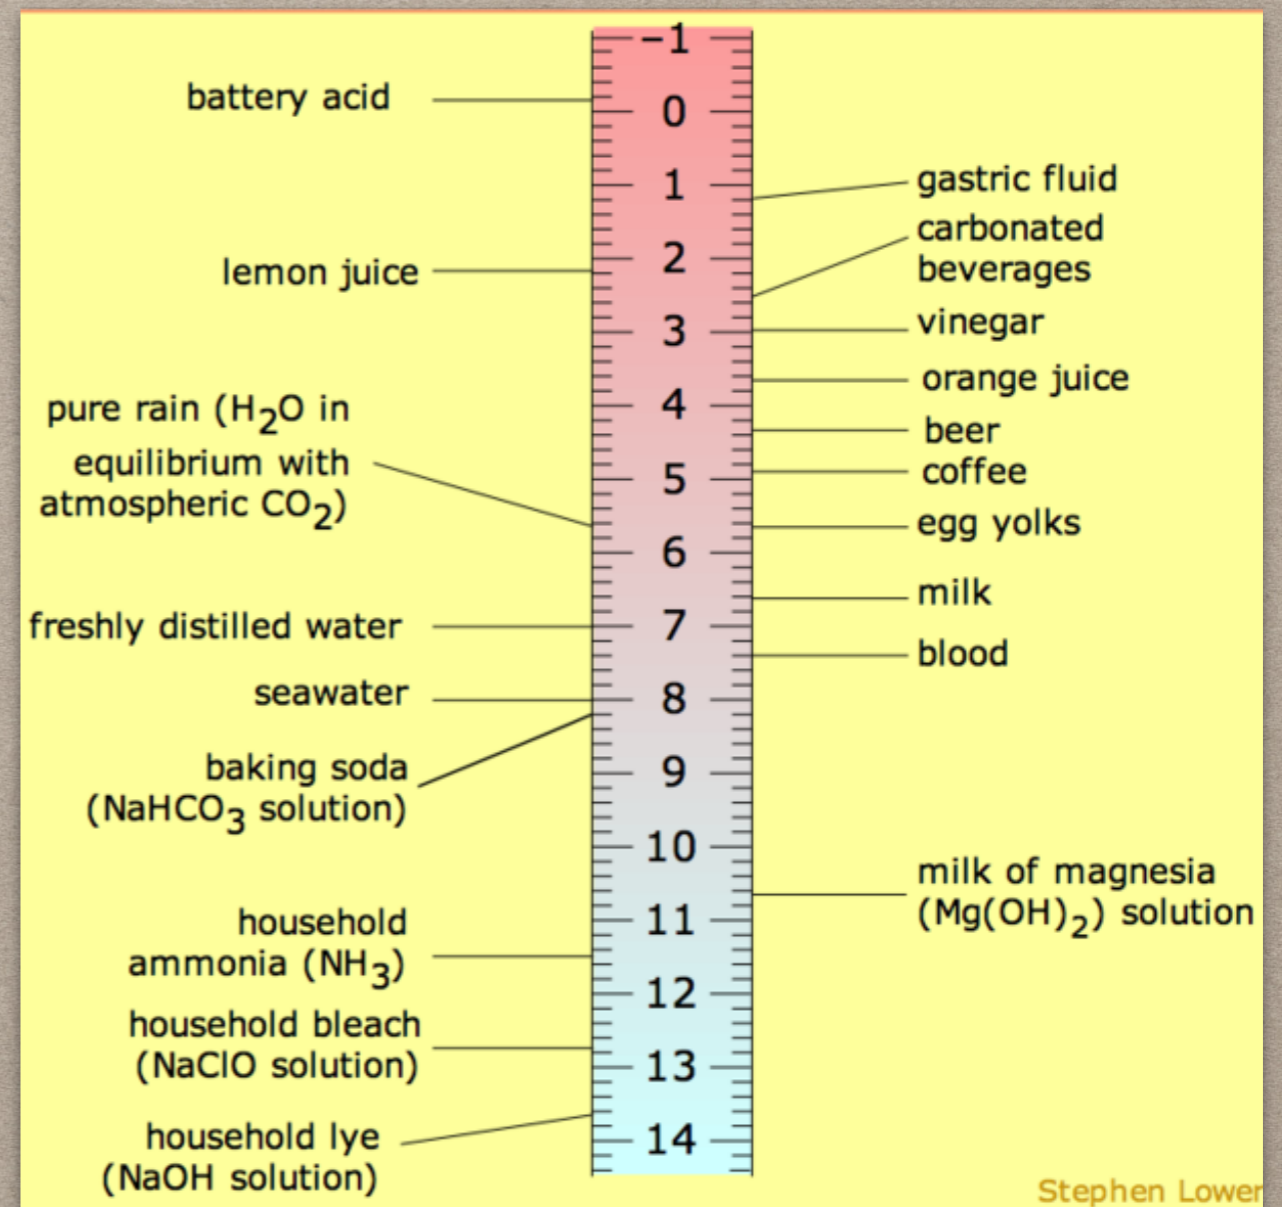 battery acid
lemon juice
pure rain (H₂O in
equilibrium with
atmospheric CO₂)
freshly distilled water
seawater
baking soda
(NaHCO₃ solution)
household
ammonia (NH₃)
household bleach
(NaClO solution)
household lye
(NaOH solution)
−1
0
1
2
3
4
5
6
7
8
9
10
11
12
13
14
gastric fluid
carbonated
beverages
vinegar
orange juice
beer
coffee
egg yolks
milk
blood
milk of magnesia
(Mg(OH)₂) solution
Stephen Lower